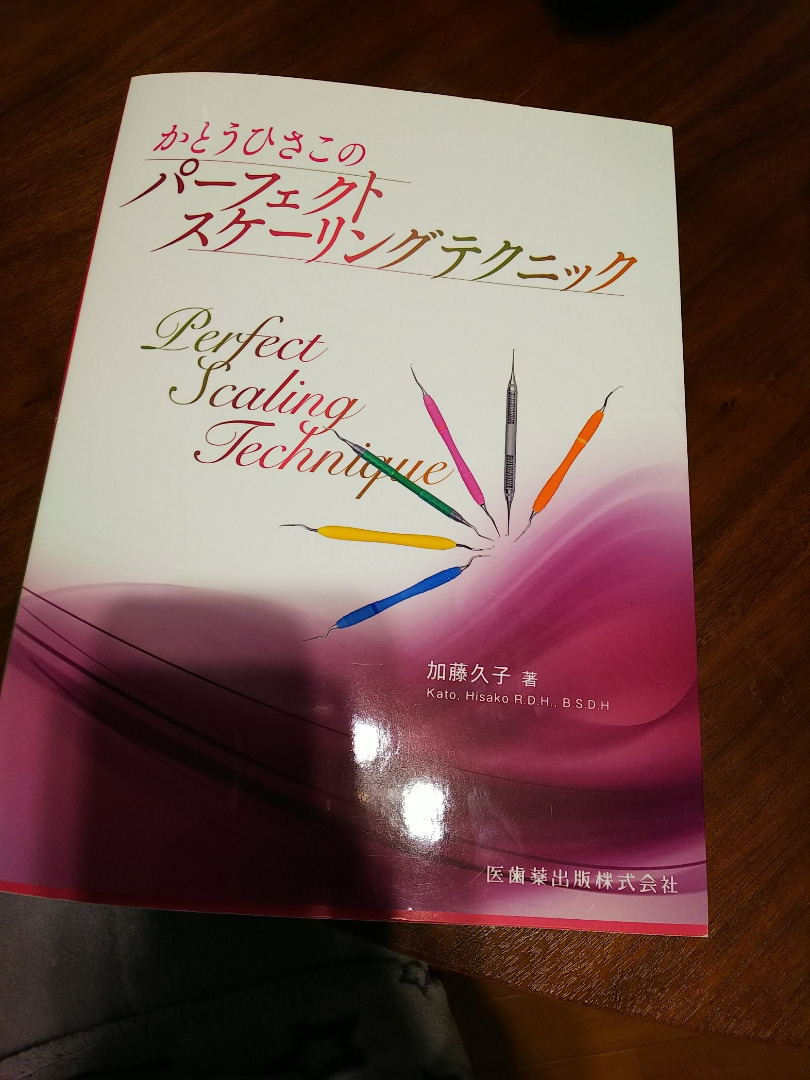 かとうひさこの
パーフェクト
スケーリングテクニック
Perfect
Scaling
Technique
加藤久子 著
Kato, Hisako R.D.H., B.S.D.H
医歯薬出版株式会社